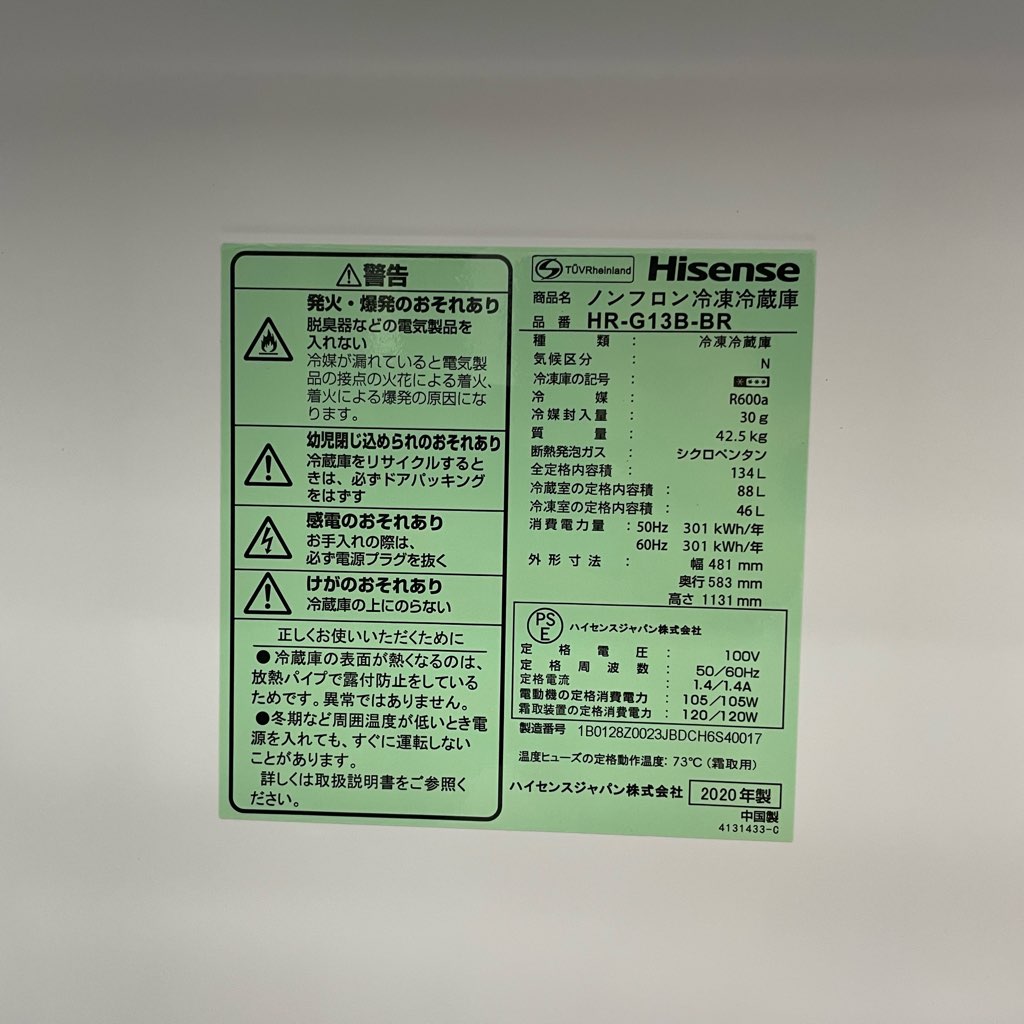 ⚠警告
発火・爆発のおそれあり
脱臭器などの電気製品を
入れない
冷媒が漏れていると電気製
品の接点の火花による着火、
着火による爆発の原因にな
ります。
幼児閉じ込められのおそれあり
冷蔵庫をリサイクルすると
きは、必ずドアパッキング
をはずす
感電のおそれあり
お手入れの際は、
必ず電源プラグを抜く
けがのおそれあり
冷蔵庫の上にのらない
正しくお使いいただくために
●冷蔵庫の表面が熱くなるのは、
放熱パイプで露付防止をしている
ためです。異常ではありません。
●冬期など周囲温度が低いとき電
源を入れても、すぐに運転しない
ことがあります。
詳しくは取扱説明書をご参照く
ださい。
TÜVRheinland Hisense
商品名 ノンフロン冷凍冷蔵庫
品番 HR-G13B-BR
種類 : 冷凍冷蔵庫
気候区分 : N
冷凍庫の記号 : * ***
冷媒 : R600a
冷媒封入量 : 30g
質量 : 42.5kg
断熱発泡ガス : シクロペンタン
全定格内容積 : 134L
冷蔵室の定格内容積 : 88L
冷凍室の定格内容積 : 46L
消費電力量 : 50Hz 301 kWh/年
60Hz 301 kWh/年
外形寸法 : 幅 481 mm
奥行 583 mm
高さ 1131 mm
PSE ハイセンスジャパン株式会社
定格電圧 : 100V
定格周波数 : 50/60Hz
定格電流 : 1.4/1.4A
電動機の定格消費電力 : 105/105W
霜取装置の定格消費電力 : 120/120W
製造番号 1B0128Z0023JBDCH6S40017
温度ヒューズの定格動作温度: 73℃(霜取用)
ハイセンスジャパン株式会社 2020年製
中国製
4131433-C